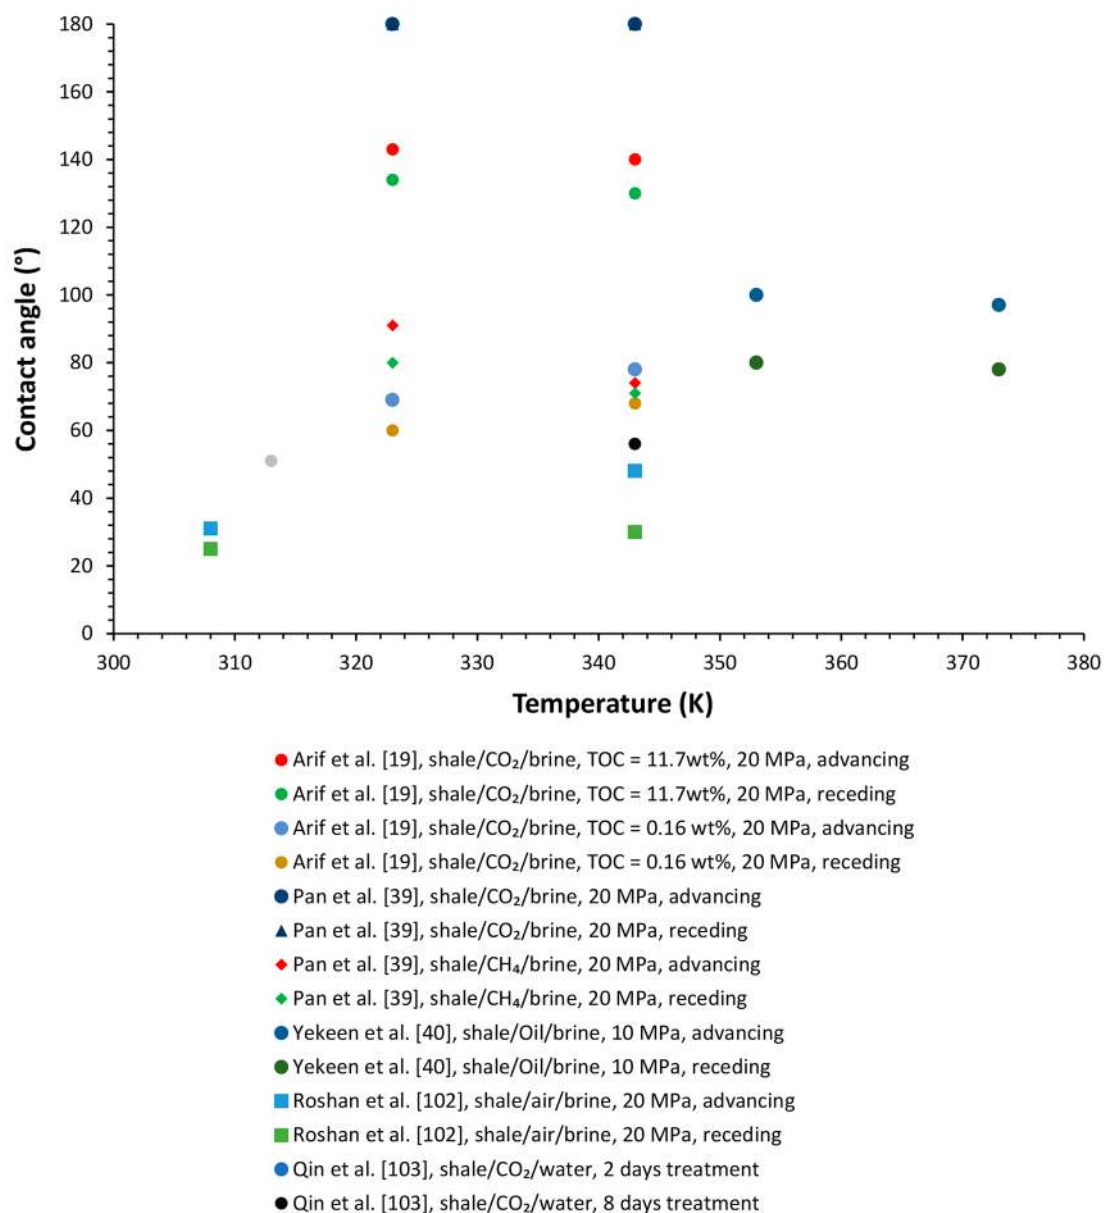 180
160
140
120
100
80
60
40
20
0
Contact angle (°)
300 310 320 330 340 350 360 370 380
Temperature (K)
Arif et al. [19], shale/CO₂/brine, TOC = 11.7wt%, 20 MPa, advancing
Arif et al. [19], shale/CO₂/brine, TOC = 11.7wt%, 20 MPa, receding
Arif et al. [19], shale/CO₂/brine, TOC = 0.16 wt%, 20 MPa, advancing
Arif et al. [19], shale/CO₂/brine, TOC = 0.16 wt%, 20 MPa, receding
Pan et al. [39], shale/CO₂/brine, 20 MPa, advancing
Pan et al. [39], shale/CO₂/brine, 20 MPa, receding
Pan et al. [39], shale/CH₄/brine, 20 MPa, advancing
Pan et al. [39], shale/CH₄/brine, 20 MPa, receding
Yekeen et al. [40], shale/Oil/brine, 10 MPa, advancing
Yekeen et al. [40], shale/Oil/brine, 10 MPa, receding
Roshan et al. [102], shale/air/brine, 20 MPa, advancing
Roshan et al. [102], shale/air/brine, 20 MPa, receding
Qin et al. [103], shale/CO₂/water, 2 days treatment
Qin et al. [103], shale/CO₂/water, 8 days treatment